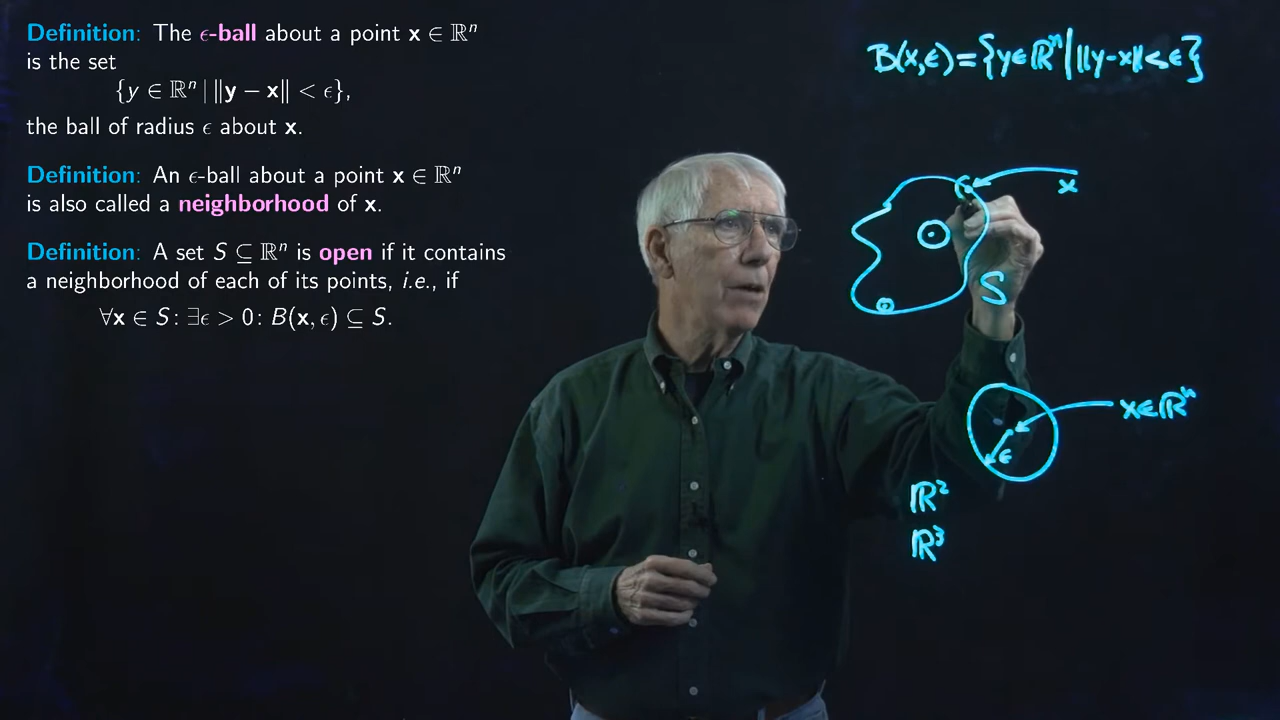 Definition: The ϵ-ball about a point x ∈ ℝⁿ
is the set
{y ∈ ℝⁿ | ‖y − x‖ < ϵ},
the ball of radius ϵ about x.
Definition: An ϵ-ball about a point x ∈ ℝⁿ
is also called a neighborhood of x.
Definition: A set S ⊆ ℝⁿ is open if it contains
a neighborhood of each of its points, i.e., if
∀x ∈ S: ∃ϵ > 0: B(x, ϵ) ⊆ S.
B(x,ϵ)={y∈ℝⁿ|‖y-x‖<ϵ}
x
S
x∈ℝⁿ
ϵ
ℝ²
ℝ³